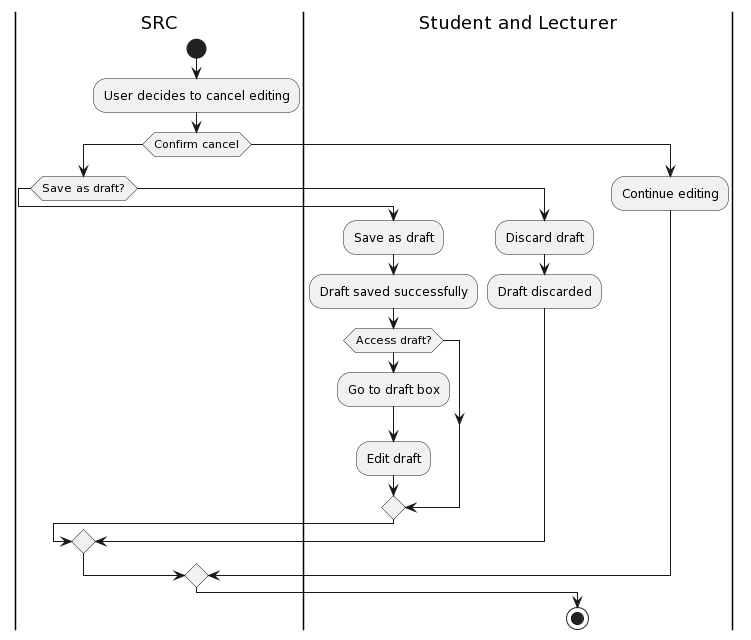 SRC
Student and Lecturer
User decides to cancel editing
Confirm cancel
Save as draft?
Continue editing
Save as draft
Discard draft
Draft saved successfully
Draft discarded
Access draft?
Go to draft box
Edit draft